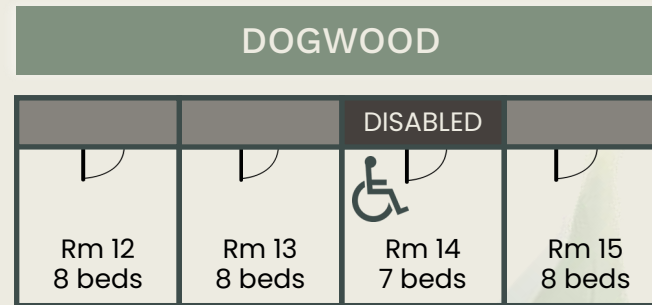 DOGWOOD
DISABLED
Rm 12
8 beds
Rm 13
8 beds
Rm 14
7 beds
Rm 15
8 beds